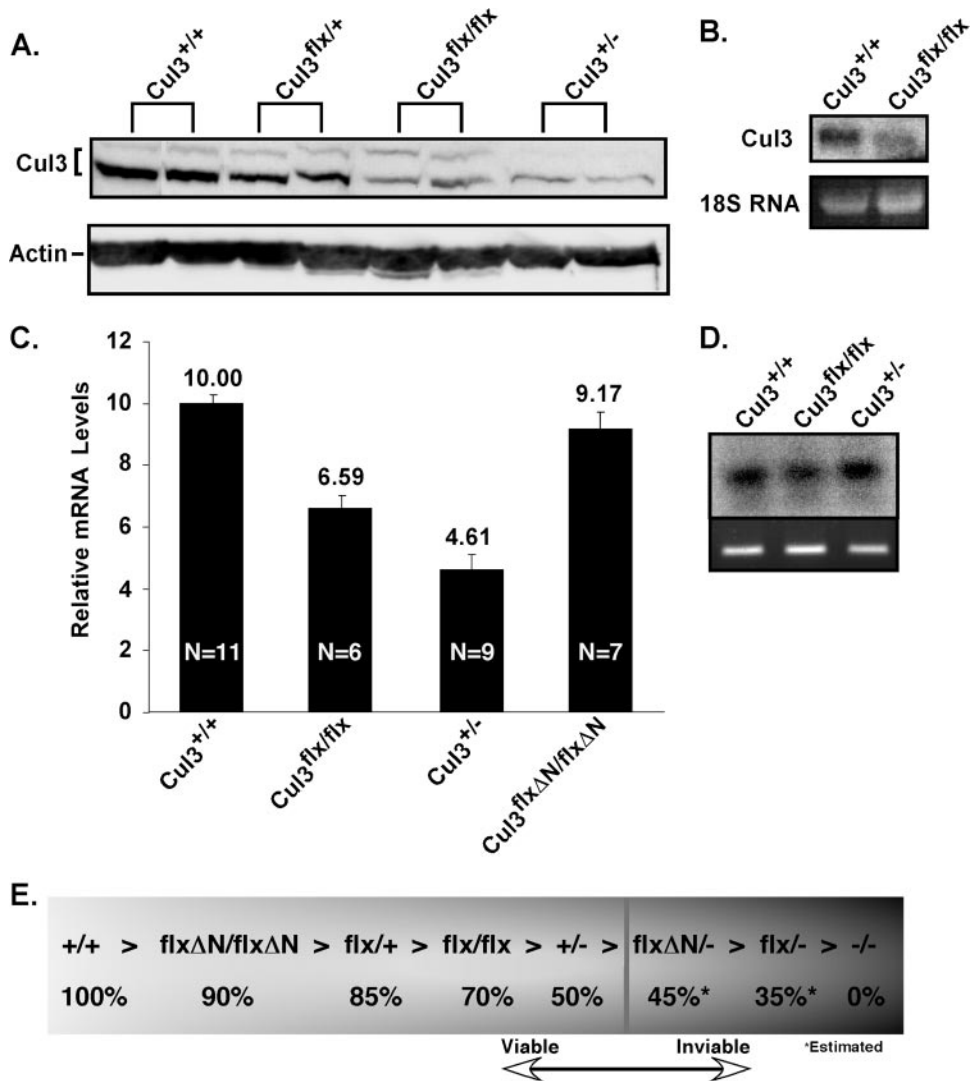 A.
Cul3+/+
Cul3flx/+
Cul3flx/flx
Cul3+/-
Cul3
Actin
B.
Cul3+/+
Cul3flx/flx
Cul3
18S RNA
C.
Relative mRNA Levels
12
10
8
6
4
2
0
10.00
6.59
4.61
9.17
N=11
N=6
N=9
N=7
Cul3+/+
Cul3flx/flx
Cul3+/-
Cul3flxΔN/flxΔN
D.
Cul3+/+
Cul3flx/flx
Cul3+/-
E.
+/+ > flxΔN/flxΔN > flx/+ > flx/flx > +/- > flxΔN/- > flx/- > -/-
100% 90% 85% 70% 50% 45%* 35%* 0%
Viable Inviable *Estimated